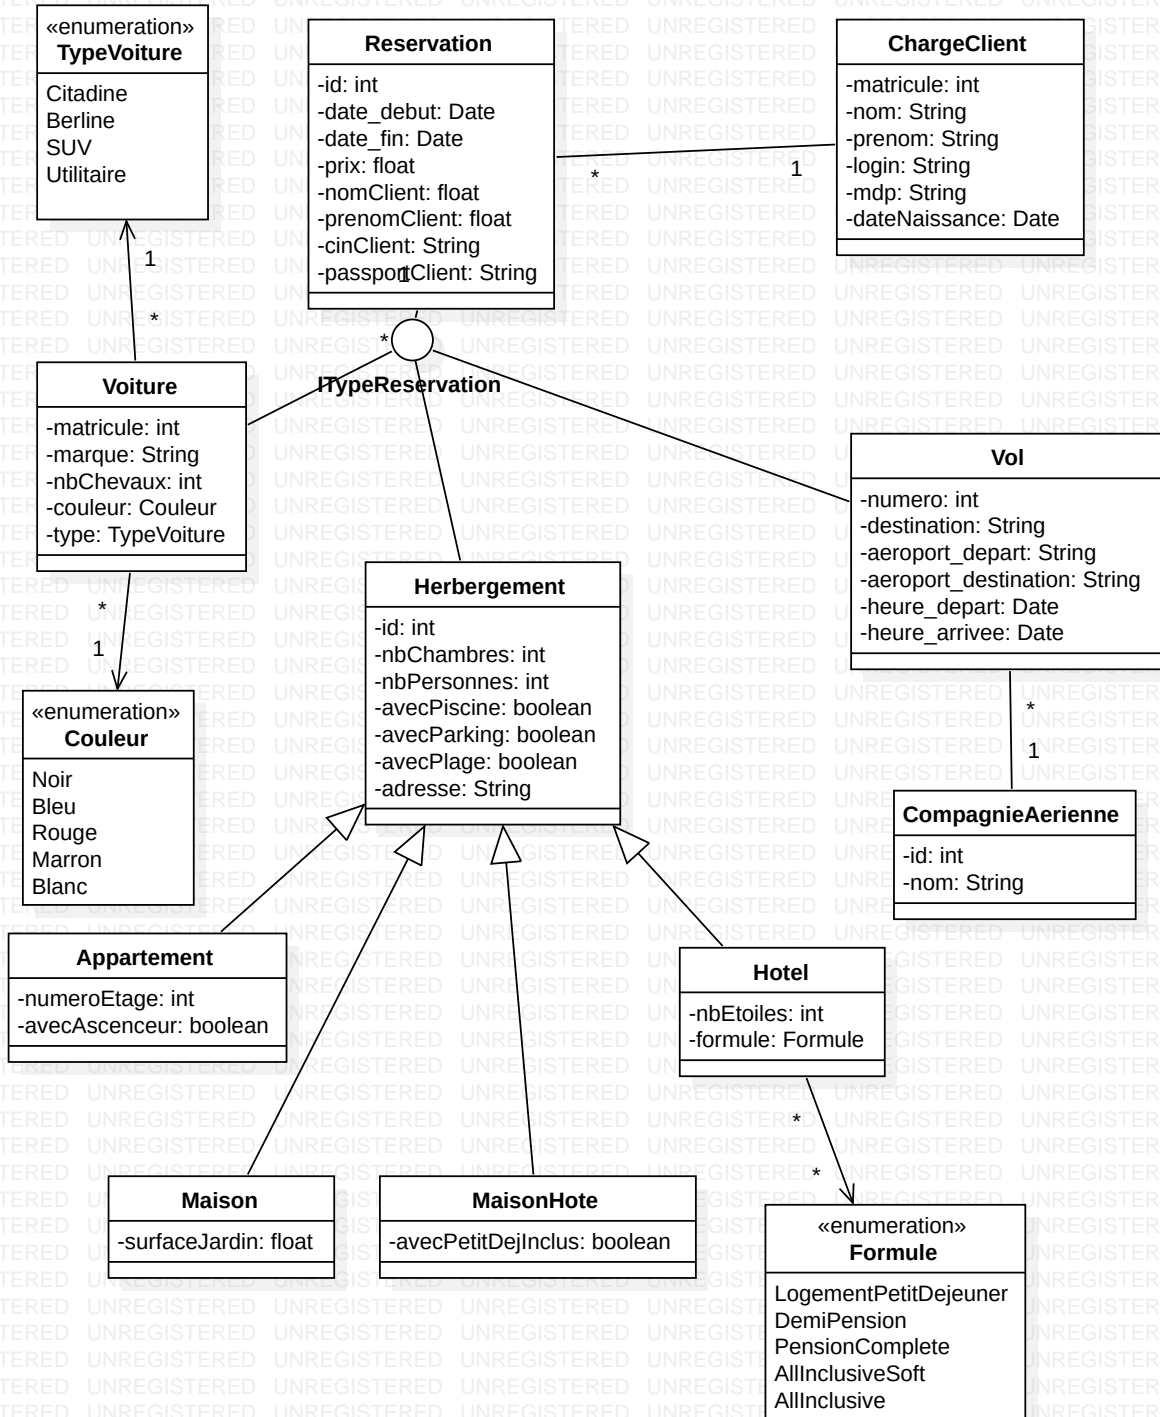 «enumeration»
TypeVoiture
Citadine
Berline
SUV
Utilitaire
Reservation
-id: int
-date_debut: Date
-date_fin: Date
-prix: float
-nomClient: float
-prenomClient: float
-cinClient: String
-passportClient: String
1
ChargeClient
-matricule: int
-nom: String
-prenom: String
-login: String
-mdp: String
-dateNaissance: Date
*
1
1
*
*
ITypeReservation
Voiture
-matricule: int
-marque: String
-nbChevaux: int
-couleur: Couleur
-type: TypeVoiture
*
1
«enumeration»
Couleur
Noir
Bleu
Rouge
Marron
Blanc
Herbergement
-id: int
-nbChambres: int
-nbPersonnes: int
-avecPiscine: boolean
-avecParking: boolean
-avecPlage: boolean
-adresse: String
Vol
-numero: int
-destination: String
-aeroport_depart: String
-aeroport_destination: String
-heure_depart: Date
-heure_arrivee: Date
*
1
CompagnieAerienne
-id: int
-nom: String
Appartement
-numeroEtage: int
-avecAscenceur: boolean
Hotel
-nbEtoiles: int
-formule: Formule
*
*
Maison
-surfaceJardin: float
MaisonHote
-avecPetitDejInclus: boolean
«enumeration»
Formule
LogementPetitDejeuner
DemiPension
PensionComplete
AllInclusiveSoft
AllInclusive
UNREGISTERED